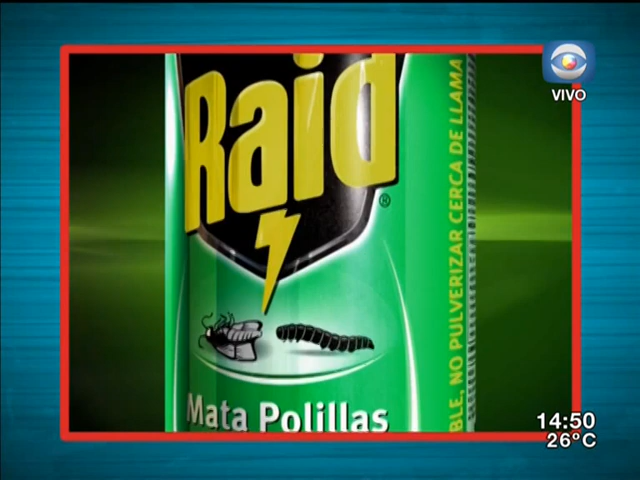 VIVO
Raid
®
Mata Polillas
BLE, NO PULVERIZAR CERCA DE LLAMA
14:50
26°C